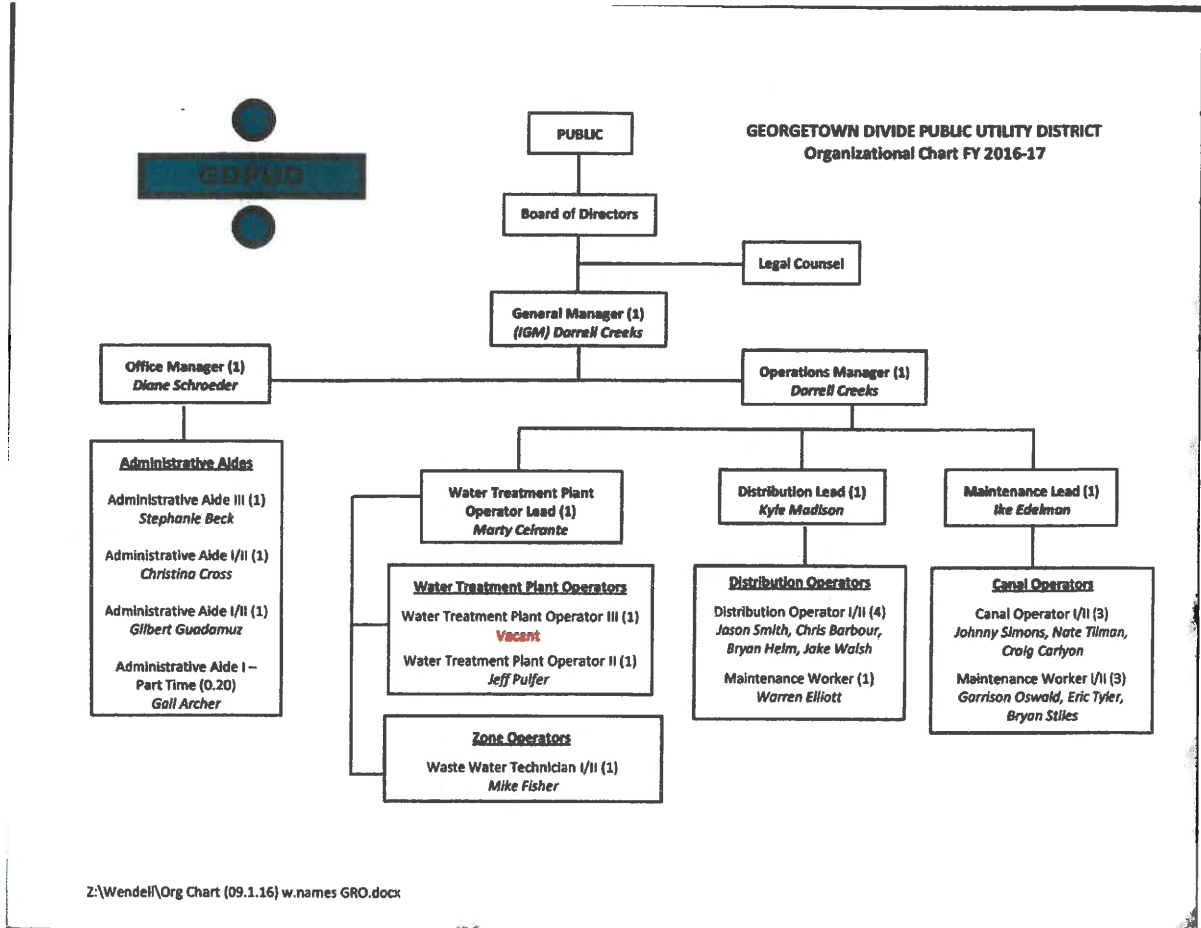 GDPUD
PUBLIC
GEORGETOWN DIVIDE PUBLIC UTILITY DISTRICT
Organizational Chart FY 2016-17
Board of Directors
Legal Counsel
General Manager (1)
(IGM) Darrell Creeks
Office Manager (1)
Diane Schroeder
Operations Manager (1)
Darrell Creeks
Administrative Aides
Administrative Aide III (1)
Stephanie Beck
Administrative Aide I/II (1)
Christina Cross
Administrative Aide I/II (1)
Gilbert Guadamuz
Administrative Aide I –
Part Time (0.20)
Gail Archer
Water Treatment Plant
Operator Lead (1)
Marty Ceirante
Water Treatment Plant Operators
Water Treatment Plant Operator III (1)
Vacant
Water Treatment Plant Operator II (1)
Jeff Pulfer
Zone Operators
Waste Water Technician I/II (1)
Mike Fisher
Distribution Lead (1)
Kyle Madison
Distribution Operators
Distribution Operator I/II (4)
Jason Smith, Chris Barbour,
Bryan Helm, Jake Walsh
Maintenance Worker (1)
Warren Elliott
Maintenance Lead (1)
Ike Edelman
Canal Operators
Canal Operator I/II (3)
Johnny Simons, Nate Tilman,
Craig Carlyon
Maintenance Worker I/II (3)
Garrison Oswald, Eric Tyler,
Bryan Stiles
Z:\Wendell\Org Chart (09.1.16) w.names GRO.docx